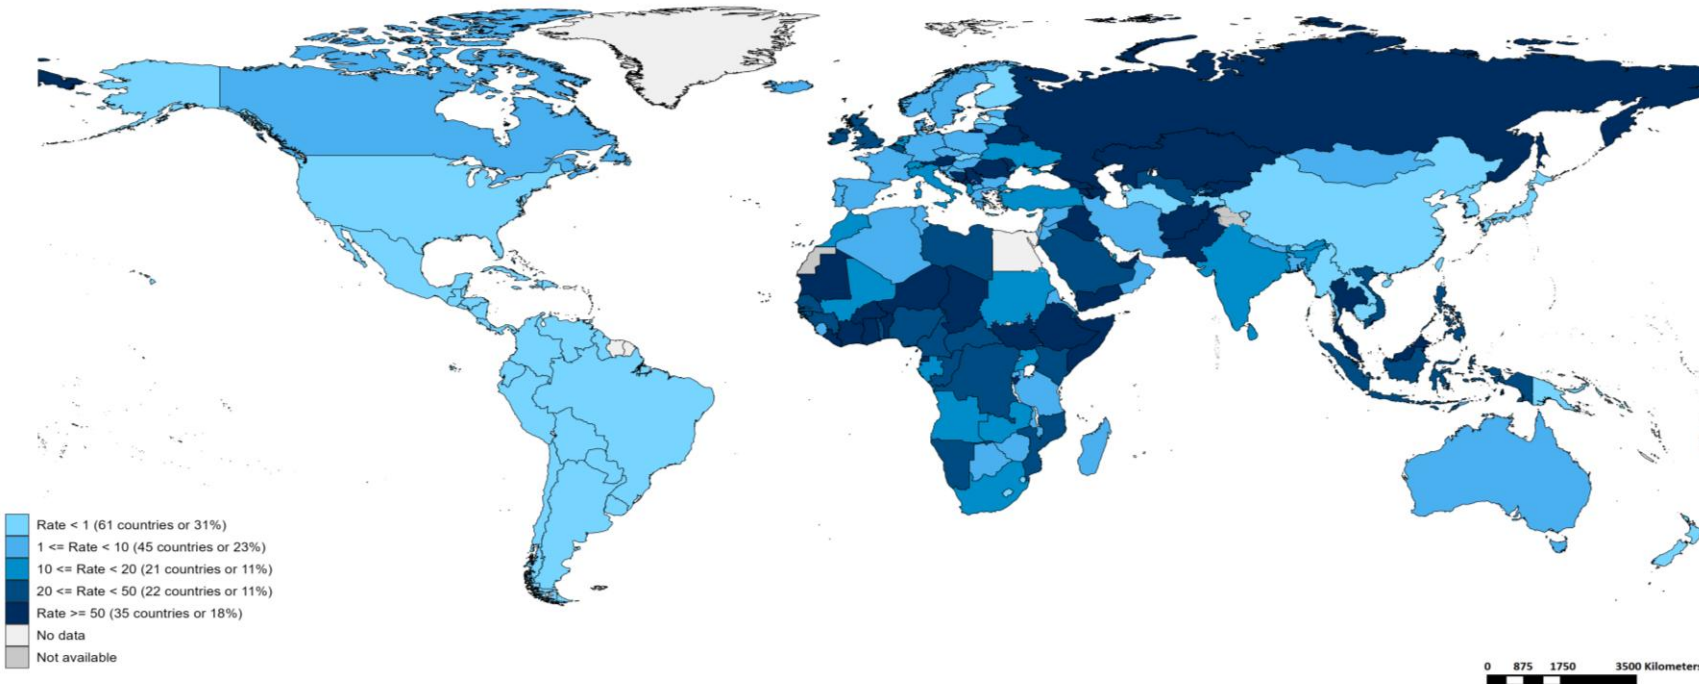 Rate < 1 (61 countries or 31%)
1 <= Rate < 10 (45 countries or 23%)
10 <= Rate < 20 (21 countries or 11%)
20 <= Rate < 50 (22 countries or 11%)
Rate >= 50 (35 countries or 18%)
No data
Not available
0 875 1750 3500 Kilometers